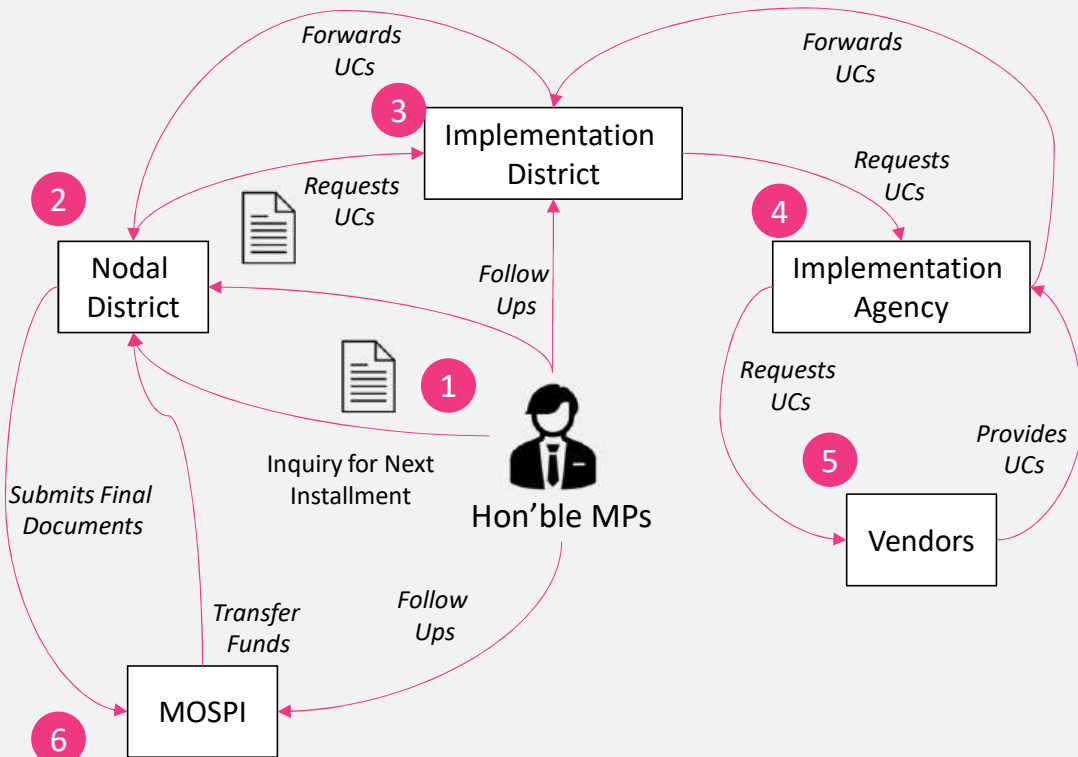 Forwards
UCs
Forwards
UCs
3
Implementation
District
Requests
UCs
2
Requests
UCs
4
Nodal
District
Follow
Ups
Implementation
Agency
1
Requests
UCs
Inquiry for Next
Installment
Provides
UCs
5
Submits Final
Documents
Hon'ble MPs
Vendors
Transfer
Funds
Follow
Ups
MOSPI
6